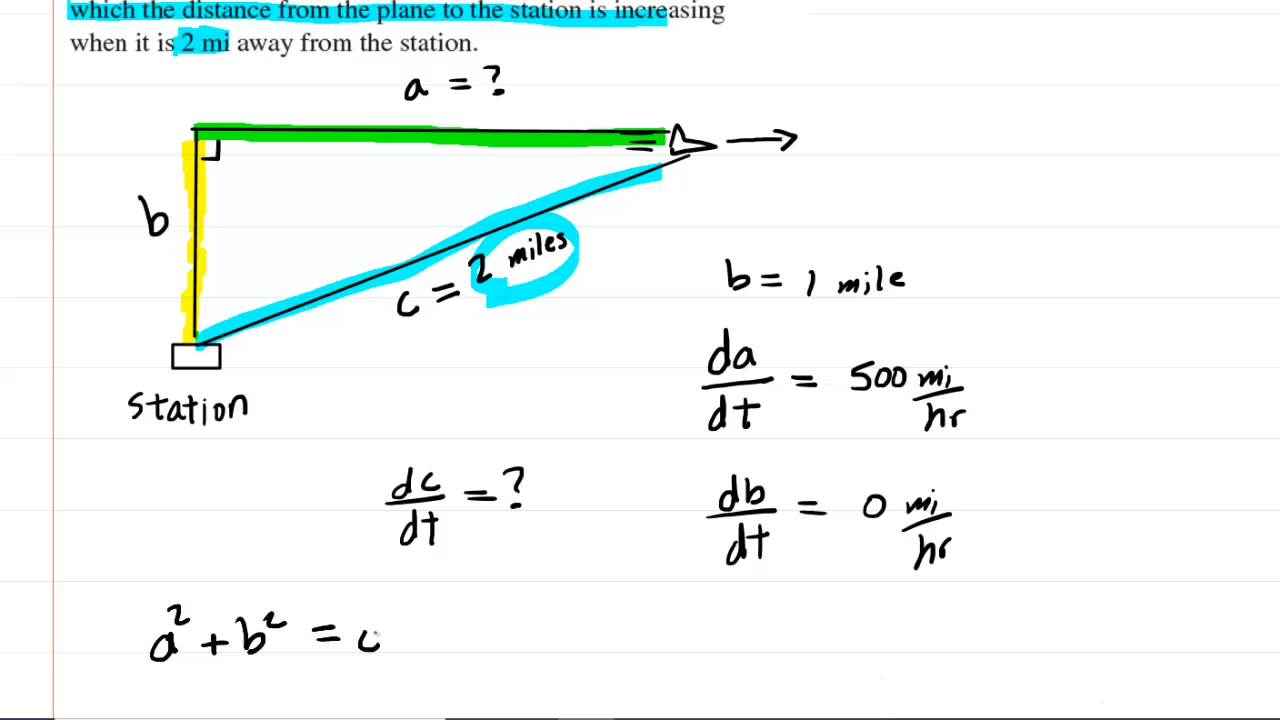 which the distance from the plane to the station is increasing
when it is 2 mi away from the station.
a = ?
b
c = 2 miles
b = 1 mile
da/dt = 500 mi/hr
station
dc/dt = ?
db/dt = 0 mi/hr
a² + b² = c